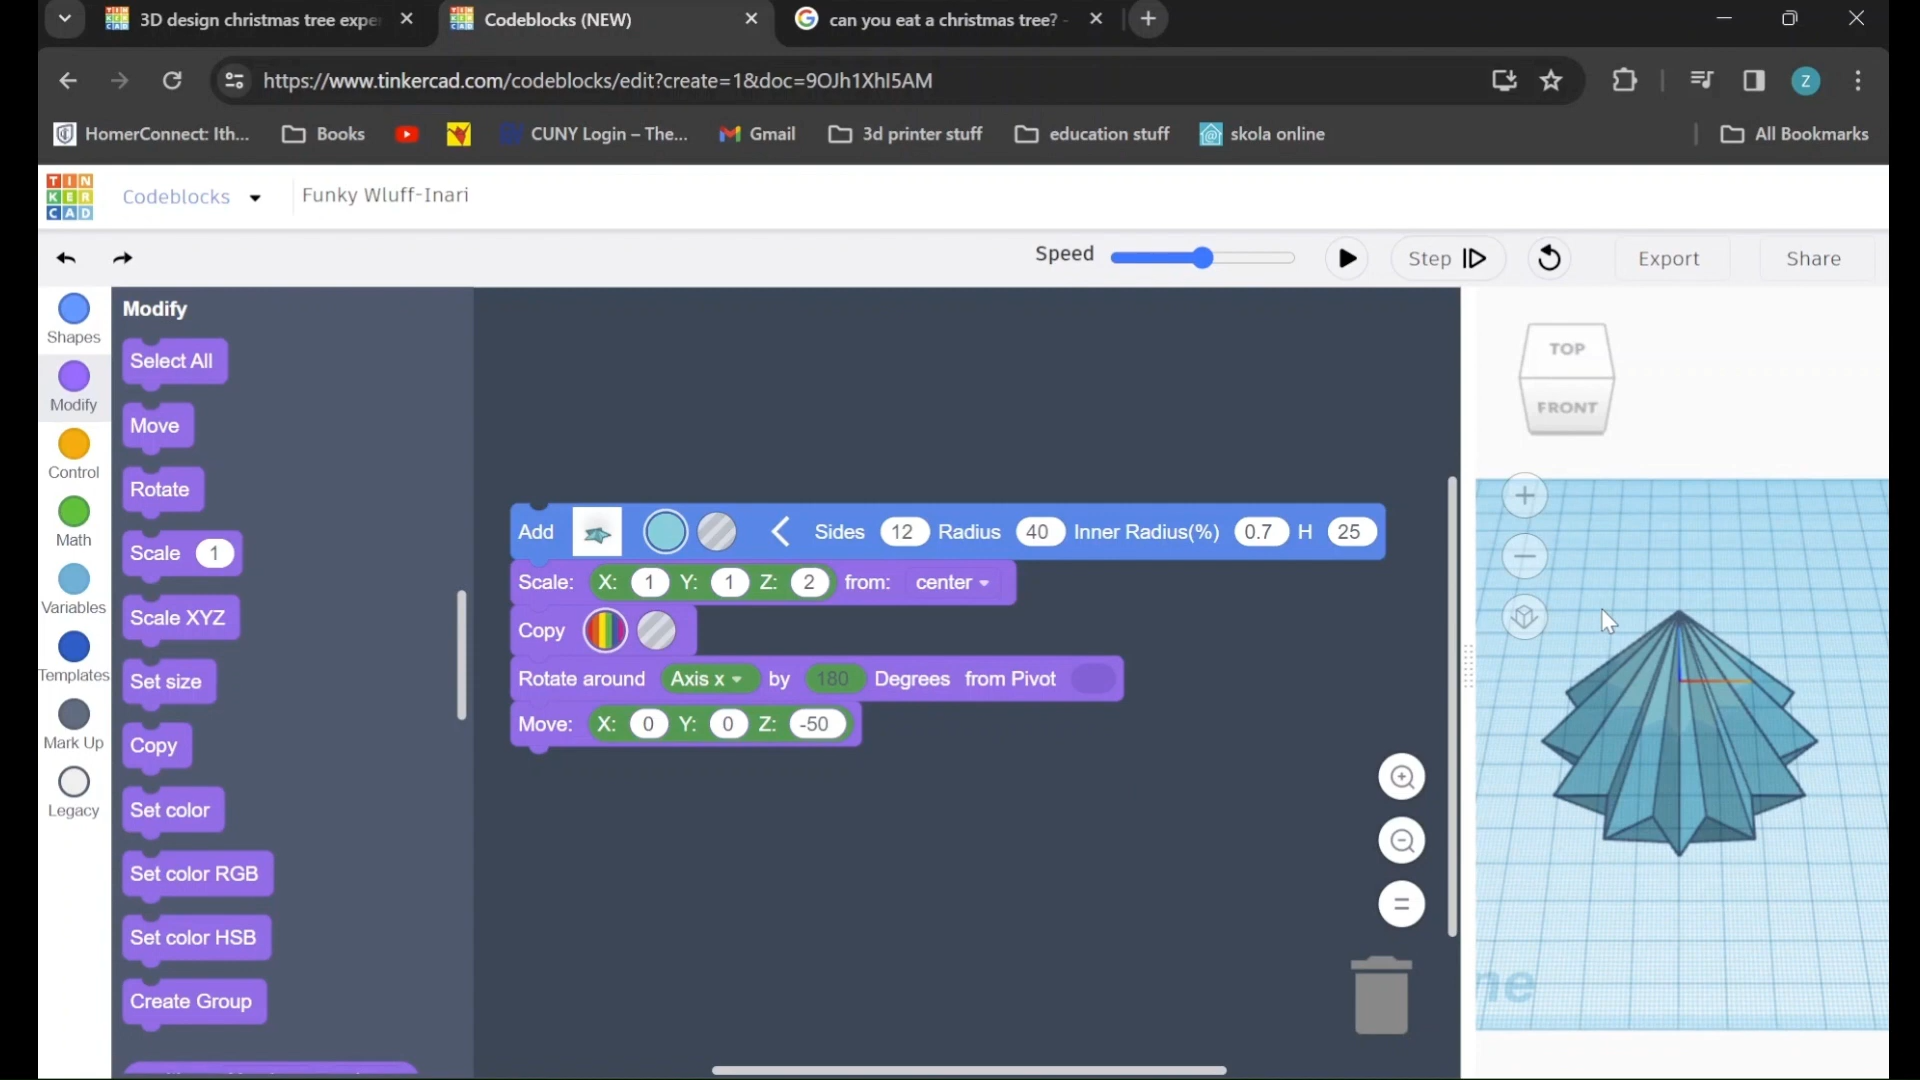 3D design christmas tree expe
Codeblocks (NEW)
can you eat a christmas tree? -
https://www.tinkercad.com/codeblocks/edit?create=1&doc=9OJh1XhI5AM
Z
HomerConnect: Ith...
Books
CUNY Login – The...
Gmail
3d printer stuff
education stuff
skola online
All Bookmarks
TIN
KER
CAD
Codeblocks
Funky Wluff-Inari
Speed
Step
Export
Share
Shapes
Modify
Control
Math
Variables
Templates
Mark Up
Legacy
Modify
Select All
Move
Rotate
Scale 1
Scale XYZ
Set size
Copy
Set color
Set color RGB
Set color HSB
Create Group
Add Sides 12 Radius 40 Inner Radius(%) 0.7 H 25
Scale: X: 1 Y: 1 Z: 2 from: center
Copy
Rotate around Axis x by 180 Degrees from Pivot
Move: X: 0 Y: 0 Z: -50
TOP
FRONT
ne